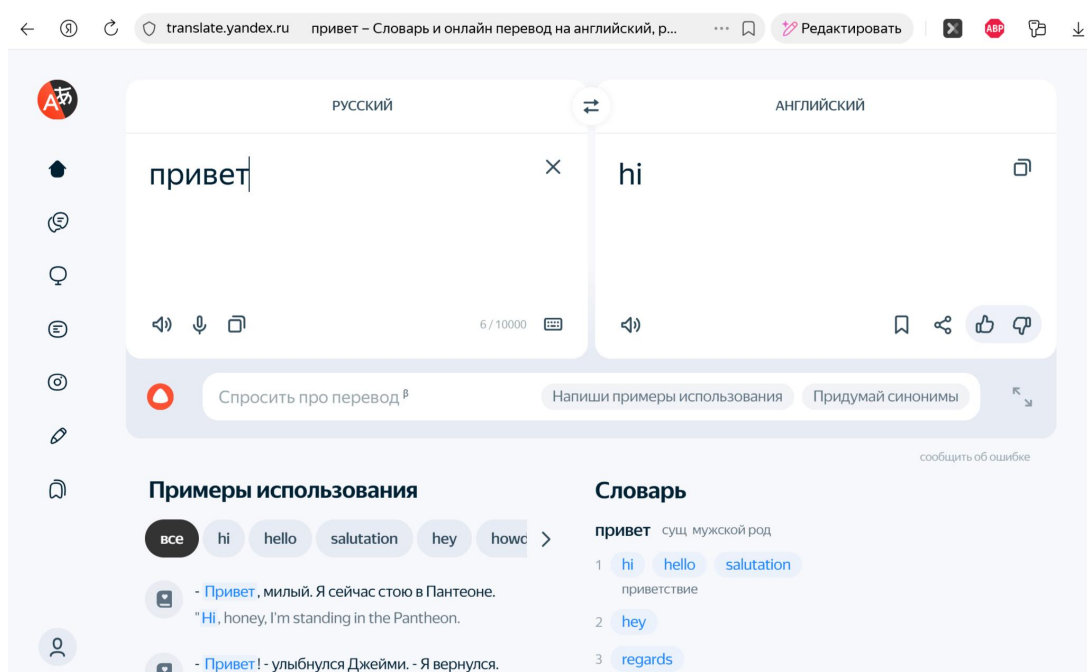 translate.yandex.ru привет – Словарь и онлайн перевод на английский, р... ... Редактировать ABP
РУССКИЙ АНГЛИЙСКИЙ
привет hi
6 / 10000
Спросить про перевод β Напиши примеры использования Придумай синонимы
сообщить об ошибке
Примеры использования
все hi hello salutation hey
- Привет, милый. Я сейчас стою в Пантеоне.
"Hi, honey, I'm standing in the Pantheon.
- Привет! - улыбнулся Джейми. - Я вернулся.
Словарь
привет сущ. мужской род
1 hi hello salutation
приветствие
2 hey
3 regards